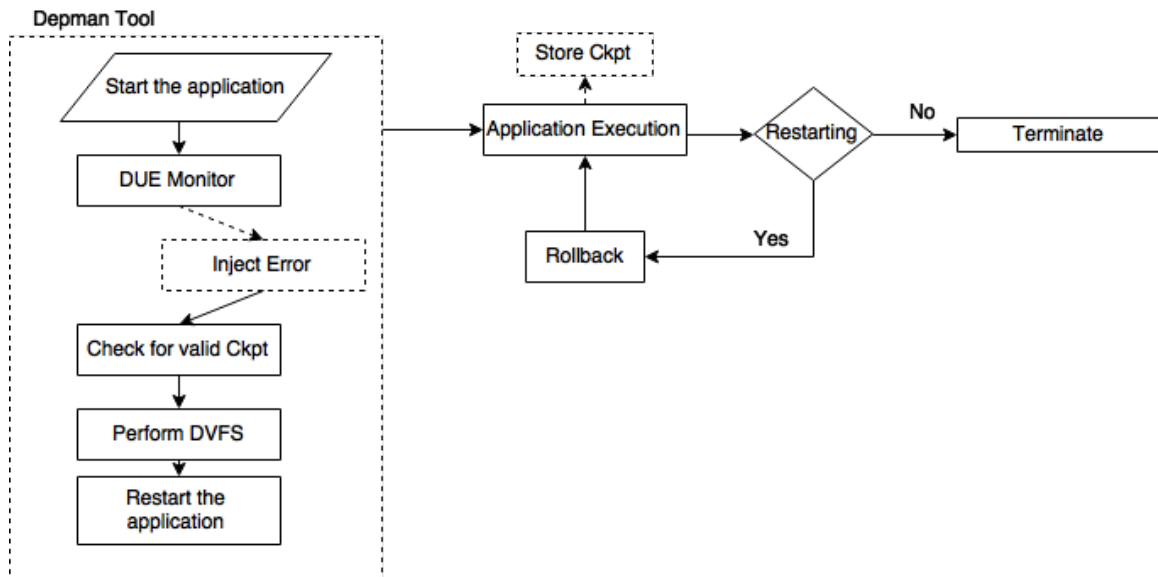 Depman Tool
Start the application
DUE Monitor
Inject Error
Check for valid Ckpt
Perform DVFS
Restart the
application
Store Ckpt
Application Execution
Restarting
No
Terminate
Yes
Rollback